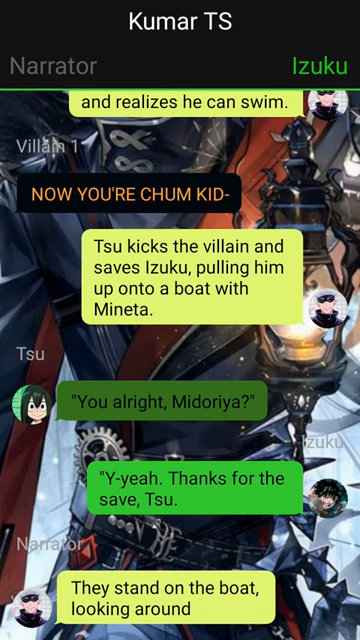 Kumar TS
Narrator
Izuku
and realizes he can swim.
Villain 1
NOW YOU'RE CHUM KID-
Tsu kicks the villain and
saves Izuku, pulling him
up onto a boat with
Mineta.
Tsu
"You alright, Midoriya?"
Izuku
"Y-yeah. Thanks for the
save, Tsu.
Narrator
They stand on the boat,
looking around